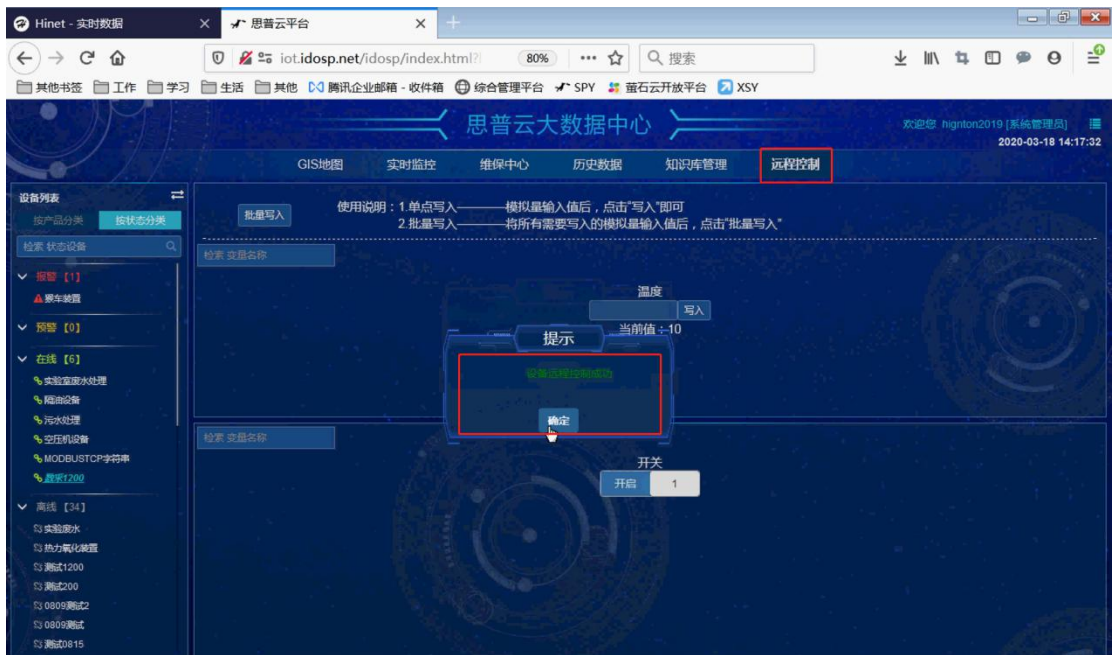 Hinet - 实时数据
思普云平台
iot.idosp.net/idosp/index.html?
80%
搜索
其他书签 工作 学习 生活 其他 腾讯企业邮箱 - 收件箱 综合管理平台 SPY 萤石云开放平台 XSY
思普云大数据中心
欢迎您 hignton2019 [系统管理员]
2020-03-18 14:17:32
GIS地图 实时监控 维保中心 历史数据 知识库管理 远程控制
设备列表
按产品分类 按状态分类
检索 状态设备
报警【1】
猴车装置
预警【0】
在线【6】
实验室废水处理
隔油设备
污水处理
空压机设备
MODBUSTCP字符串
数采1200
离线【34】
实验废水
热力氧化装置
测试1200
测试200
0809测试2
0809测试
测试0815
批量写入
使用说明：1.单点写入————模拟量输入值后，点击“写入”即可
2.批量写入————将所有需要写入的模拟量输入值后，点击“批量写入”
检索 变量名称
温度
写入
当前值：10
提示
设备远程控制成功
确定
检索 变量名称
开关
开启 1